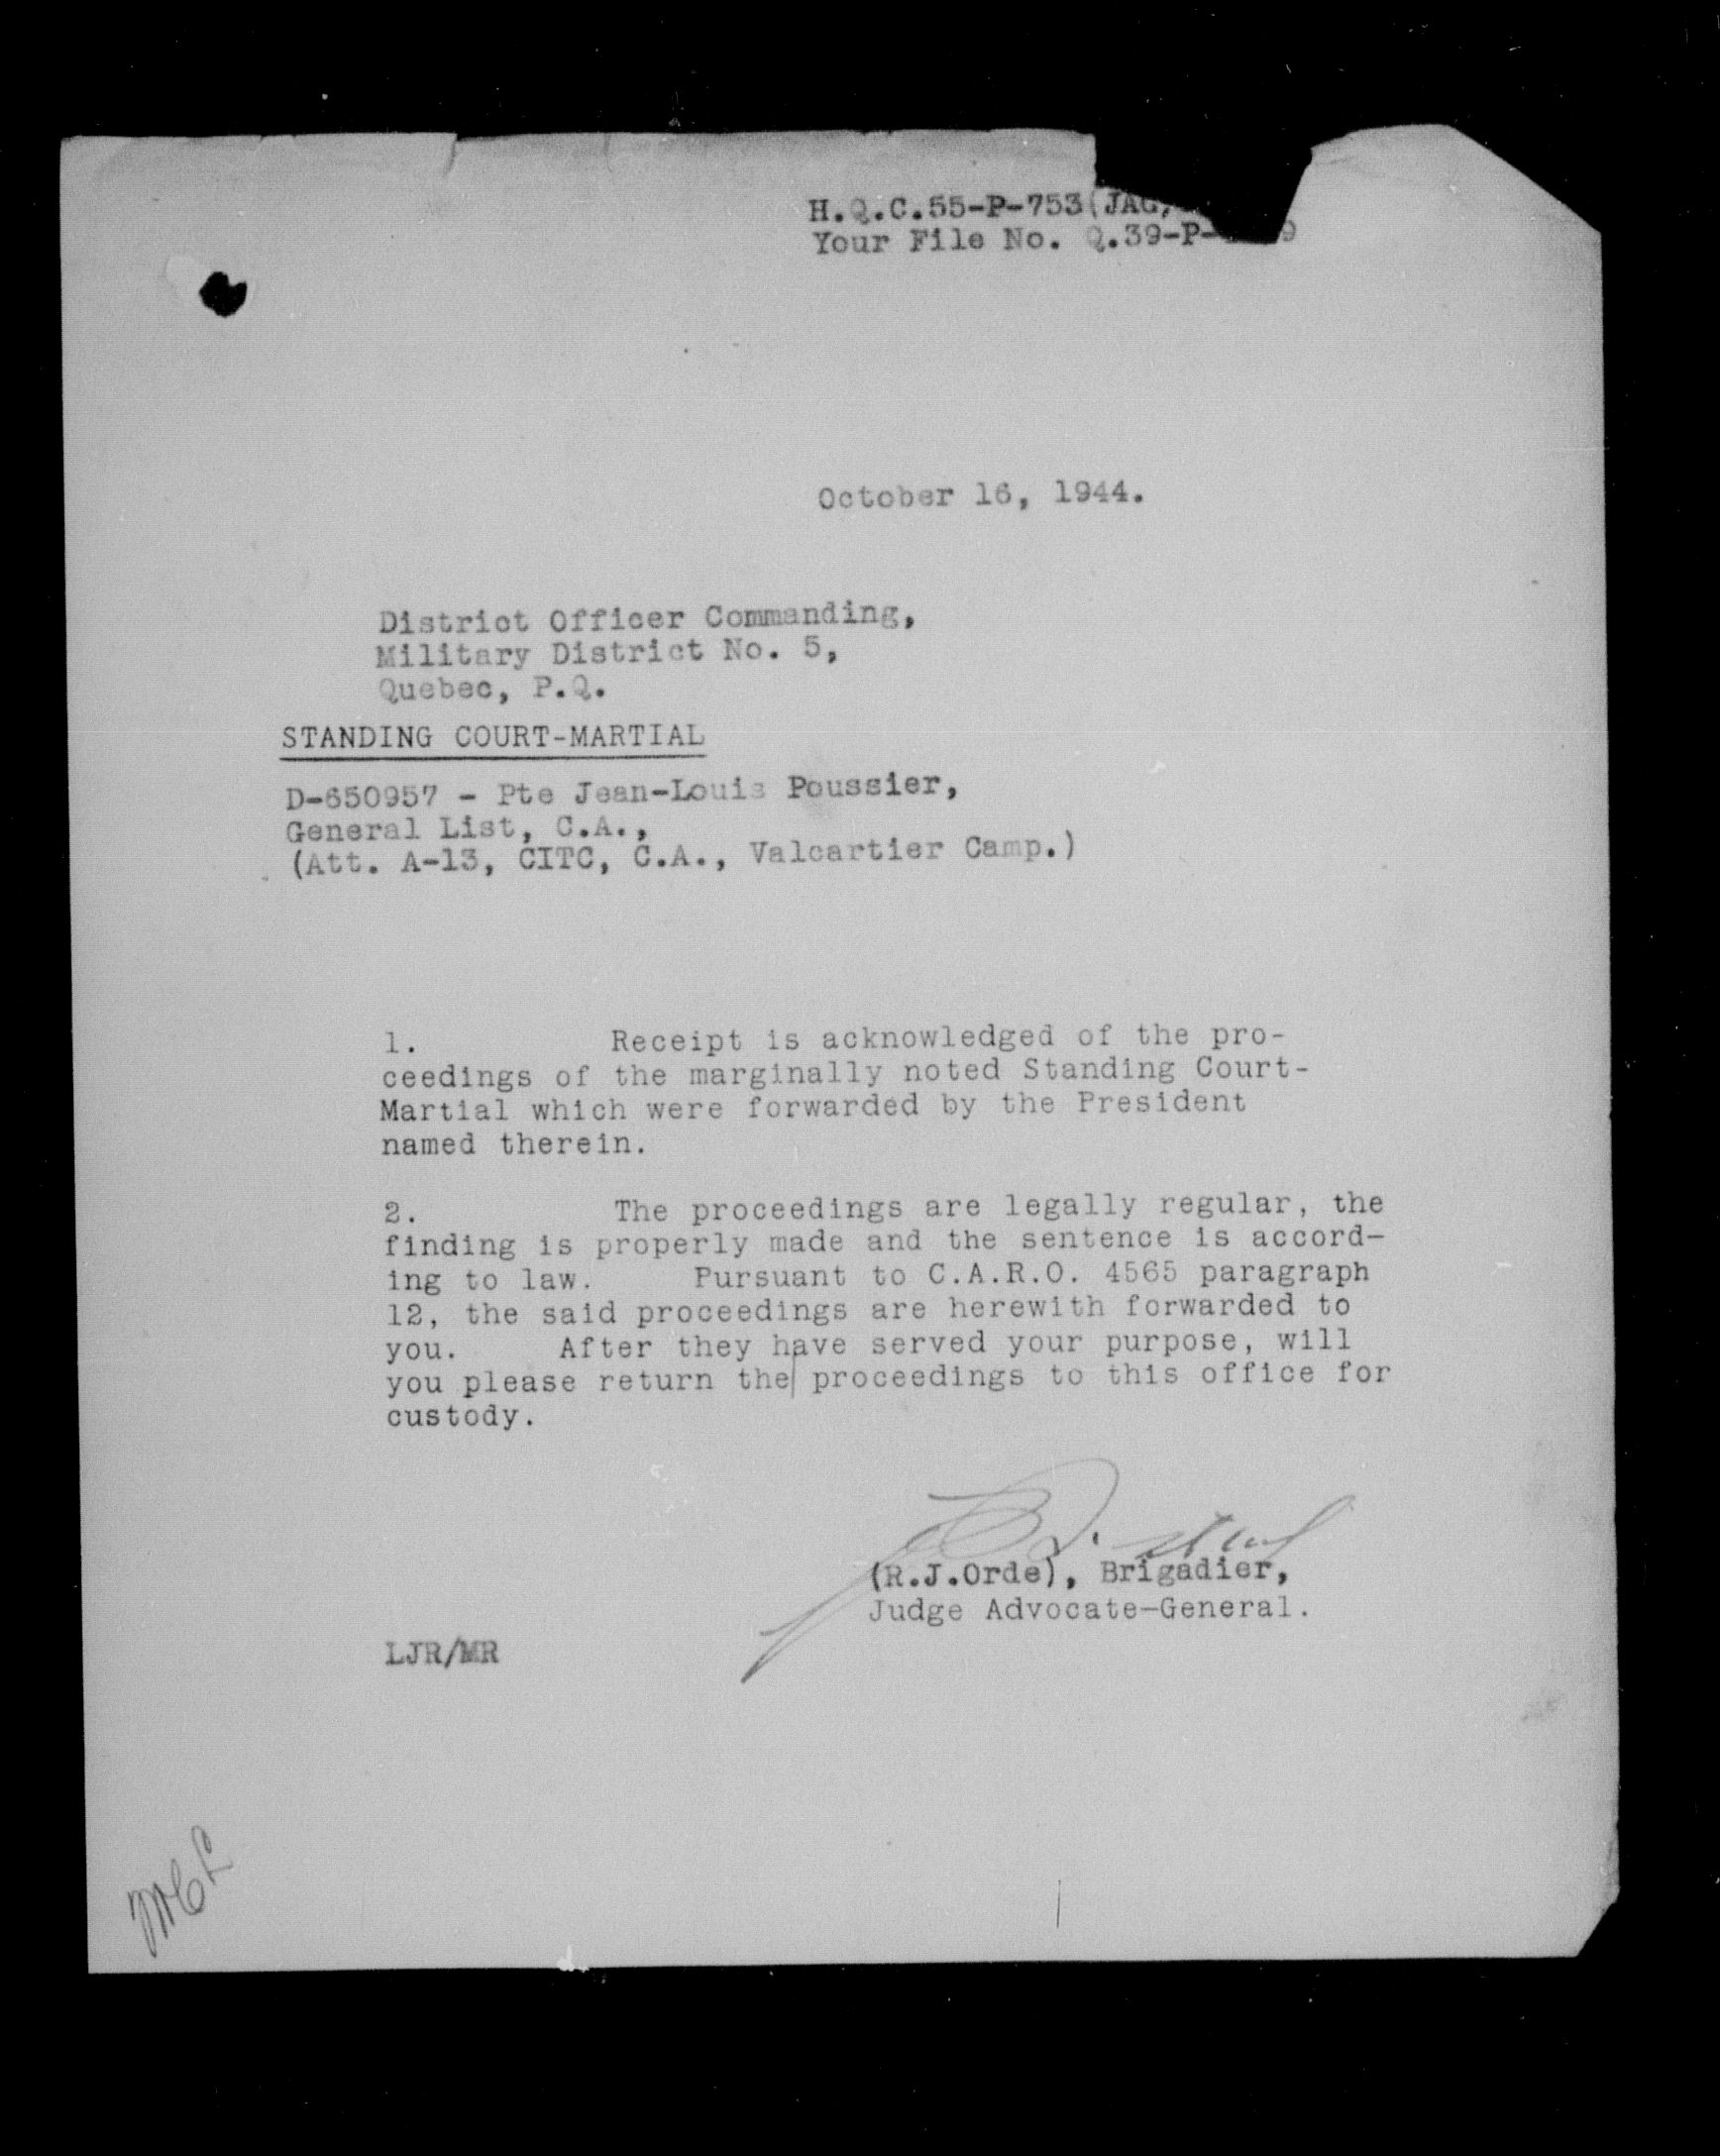 H.Q.C.55-P-753(JAG,
Your File No. Q.39-P-
October 16, 1944.
District Officer Commanding,
Military District No. 5,
Quebec, P.Q.
STANDING COURT-MARTIAL
D-650957 - Pte Jean-Louis Poussier,
General List, C.A.,
(Att. A-13, CITC, C.A., Valcartier Camp.)
1. Receipt is acknowledged of the pro-
ceedings of the marginally noted Standing Court-
Martial which were forwarded by the President
named therein.
2. The proceedings are legally regular, the
finding is properly made and the sentence is accord-
ing to law. Pursuant to C.A.R.O. 4565 paragraph
12, the said proceedings are herewith forwarded to
you. After they have served your purpose, will
you please return the proceedings to this office for
custody.
(R.J.Orde), Brigadier,
Judge Advocate-General.
LJR/MR